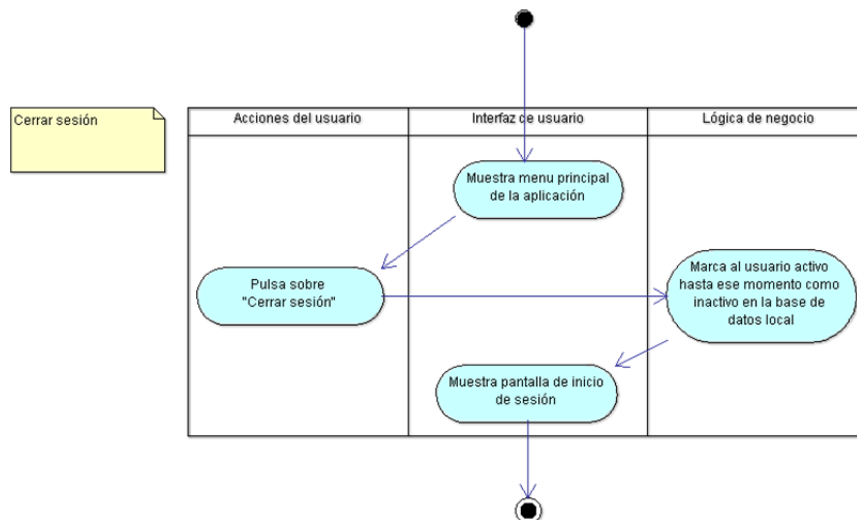 Cerrar sesión
Acciones del usuario
Interfaz de usuario
Lógica de negocio
Muestra menu principal
de la aplicación
Pulsa sobre
"Cerrar sesión"
Marca al usuario activo
hasta ese momento como
inactivo en la base de
datos local
Muestra pantalla de inicio
de sesión